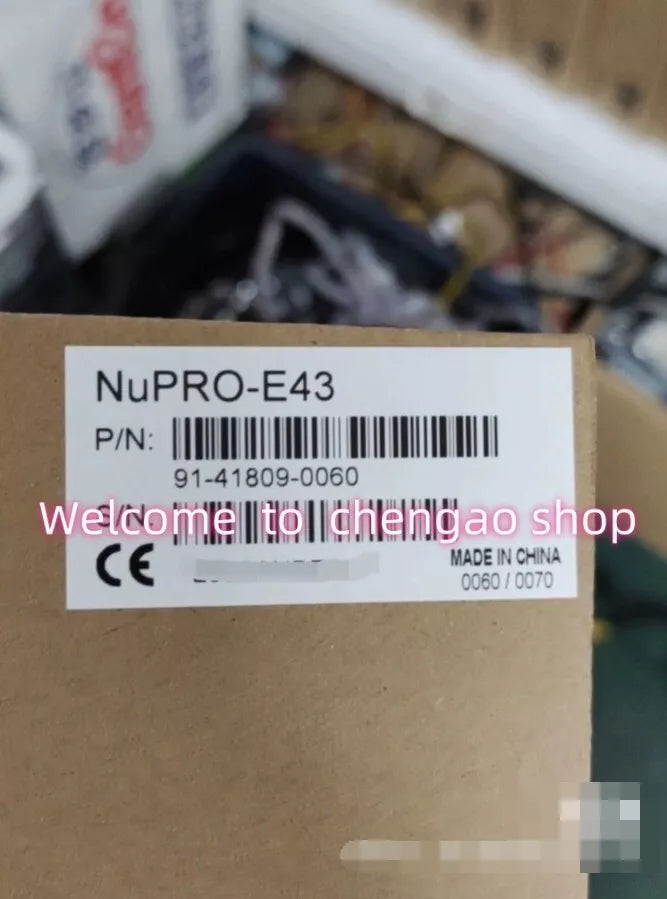 NuPRO-E43
P/N:
91-41809-0060
S/N:
Welcome to chengao shop
CE
MADE IN CHINA
0060 / 0070